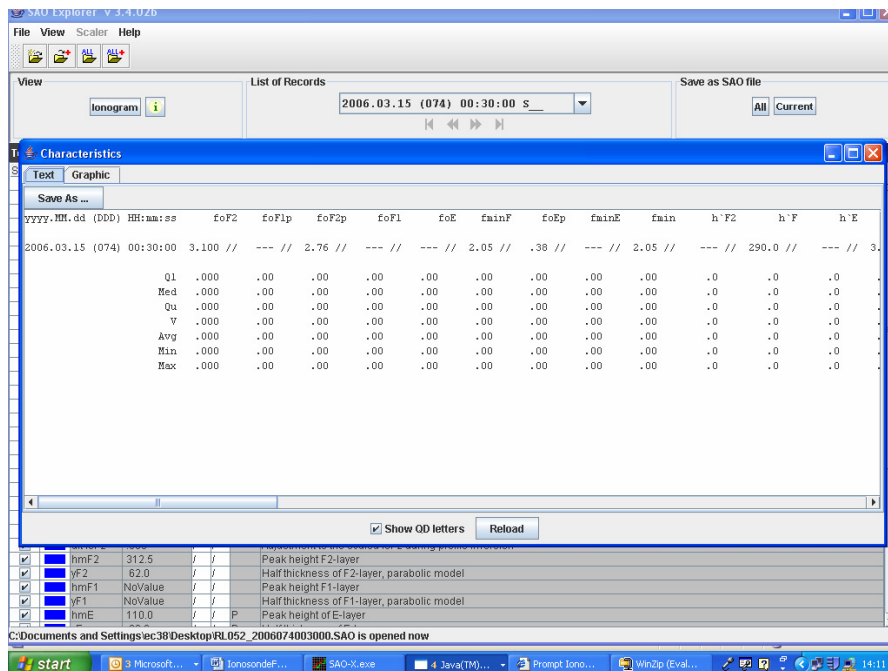 SAO Explorer v 3.4.02b
File View Scaler Help
View
List of Records
Save as SAO file
Ionogram i
2006.03.15 (074) 00:30:00 S__
All Current
Characteristics
Text Graphic
Save As ...
yyyy.MM.dd (DDD) HH:mm:ss foF2 foF1p foF2p foF1 foE fminF foEp fminE fmin h`F2 h`F h`E
2006.03.15 (074) 00:30:00 3.100 // --- // 2.76 // --- // --- // 2.05 // .38 // --- // 2.05 // --- // 290.0 // --- // 3.
Ql .000 .00 .00 .00 .00 .00 .00 .00 .00 .0 .0 .0
Med .000 .00 .00 .00 .00 .00 .00 .00 .00 .0 .0 .0
Qu .000 .00 .00 .00 .00 .00 .00 .00 .00 .0 .0 .0
V .000 .00 .00 .00 .00 .00 .00 .00 .00 .0 .0 .0
Avg .000 .00 .00 .00 .00 .00 .00 .00 .00 .0 .0 .0
Min .000 .00 .00 .00 .00 .00 .00 .00 .00 .0 .0 .0
Max .000 .00 .00 .00 .00 .00 .00 .00 .00 .0 .0 .0
Show QD letters Reload
hmF2 312.5 / / Peak height F2-layer
yF2 62.0 / / Half thickness of F2-layer, parabolic model
hmF1 NoValue / / Peak height F1-layer
yF1 NoValue / / Half thickness of F1-layer, parabolic model
hmE 110.0 / / P Peak height of E-layer
C:\Documents and Settings\ec38\Desktop\RL052_2006074003000.SAO is opened now
start 3 Microsoft... IonosondeF... SAO-X.exe 4 Java(TM)... Prompt Iono... WinZip (Eval... 14:11